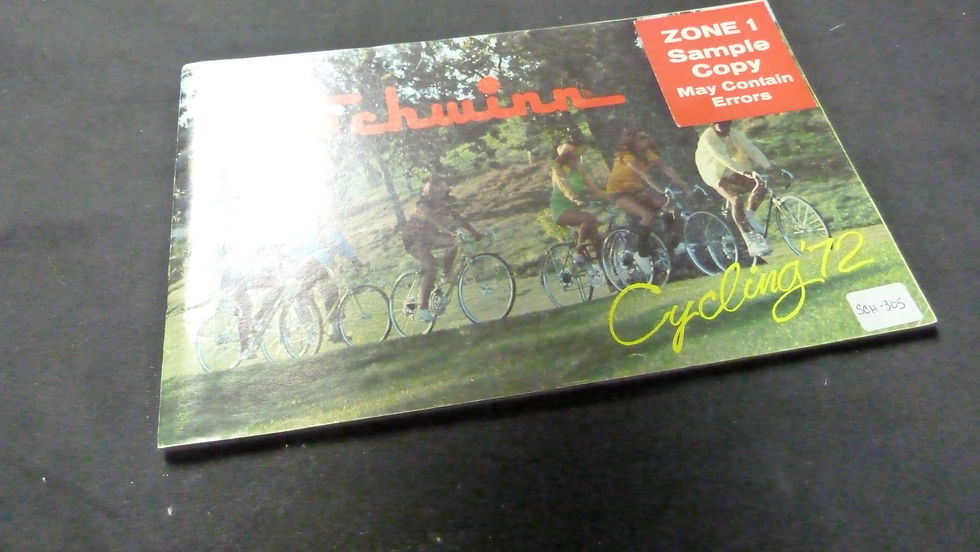 Schwinn
ZONE 1
Sample
Copy
May Contain
Errors
Cycling '72
SCH-305